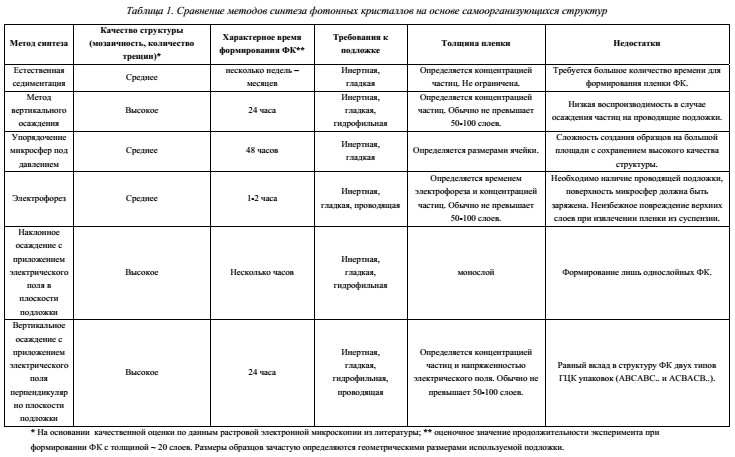 Таблица 1. Сравнение методов синтеза фотонных кристаллов на основе самоорганизующихся структур
Метод синтеза
Качество структуры
(мозаичность, количество
трещин)*
Характерное время
формирования ФК**
Требования к
подложке
Толщина пленки
Недостатки
Естественная
седиментация
Среднее
несколько недель –
месяцев
Инертная,
гладкая
Определяется концентрацией
частиц. Не ограничена.
Требуется большое количество времени для
формирования пленки ФК.
Метод
вертикального
осаждения
Высокое
24 часа
Инертная,
гладкая,
гидрофильная
Определяется концентрацией
частиц. Обычно не превышает
50-100 слоев.
Низкая воспроизводимость в случае
осаждения частиц на проводящие подложки.
Упорядочение
микросфер под
давлением
Среднее
48 часов
Инертная,
гладкая
Определяется размерами ячейки.
Сложность создания образцов на большой
площади с сохранением высокого качества
структуры.
Электрофорез
Среднее
1-2 часа
Инертная,
гладкая, проводящая
Определяется временем
электрофореза и концентрацией
частиц. Обычно не превышает
50-100 слоев.
Необходимо наличие проводящей подложки,
поверхность микросфер должна быть
заряжена. Неизбежное повреждение верхних
слоев при извлечении пленки из суспензии.
Наклонное
осаждение с
приложением
электрического
поля в
плоскости
подложки
Высокое
Несколько часов
Инертная,
гладкая,
гидрофильная
монослой
Формирование лишь однослойных ФК.
Вертикальное
осаждение с
приложением
электрического
поля
перпендикуляр
но плоскости
подложки
Высокое
24 часа
Инертная,
гладкая,
гидрофильная,
проводящая
Определяется концентрацией
частиц и напряженностью
электрического поля. Обычно не
превышает 50-100 слоев.
Равный вклад в структуру ФК двух типов
ГЦК упаковок (ABCABC.. и ACBACB..).
* На основании качественной оценки по данным растровой электронной микроскопии из литературы; ** оценочное значение продолжительности эксперимента при
формировании ФК с толщиной ~ 20 слоев. Размеры образцов зачастую определяются геометрическими размерами используемой подложки.